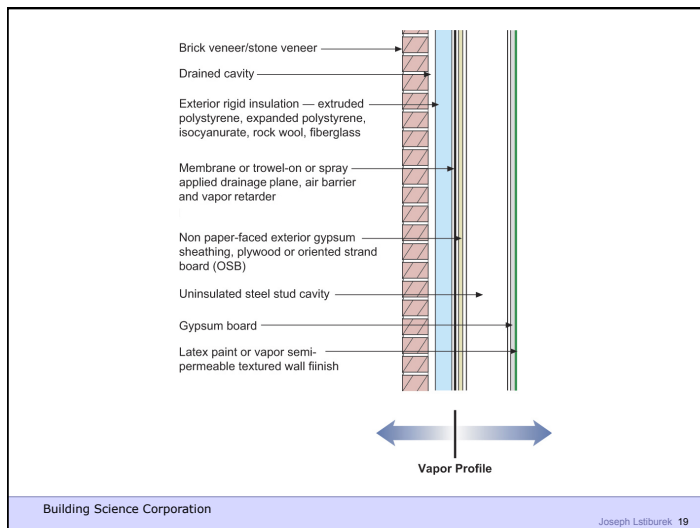 Brick veneer/stone veneer
Drained cavity
Exterior rigid insulation — extruded
polystyrene, expanded polystyrene,
isocyanurate, rock wool, fiberglass
Membrane or trowel-on or spray
applied drainage plane, air barrier
and vapor retarder
Non paper-faced exterior gypsum
sheathing, plywood or oriented strand
board (OSB)
Uninsulated steel stud cavity
Gypsum board
Latex paint or vapor semi-
permeable textured wall fiinish
Vapor Profile
Building Science Corporation
Joseph Lstiburek 19